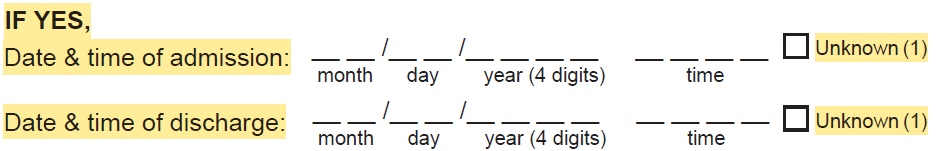 IF YES,
Date & time of admission: __ __ /__ __ /__ __ __ __ __ __ __ __ ☐ Unknown (1)
month day year (4 digits) time
Date & time of discharge: __ __ /__ __ /__ __ __ __ __ __ __ __ ☐ Unknown (1)
month day year (4 digits) time